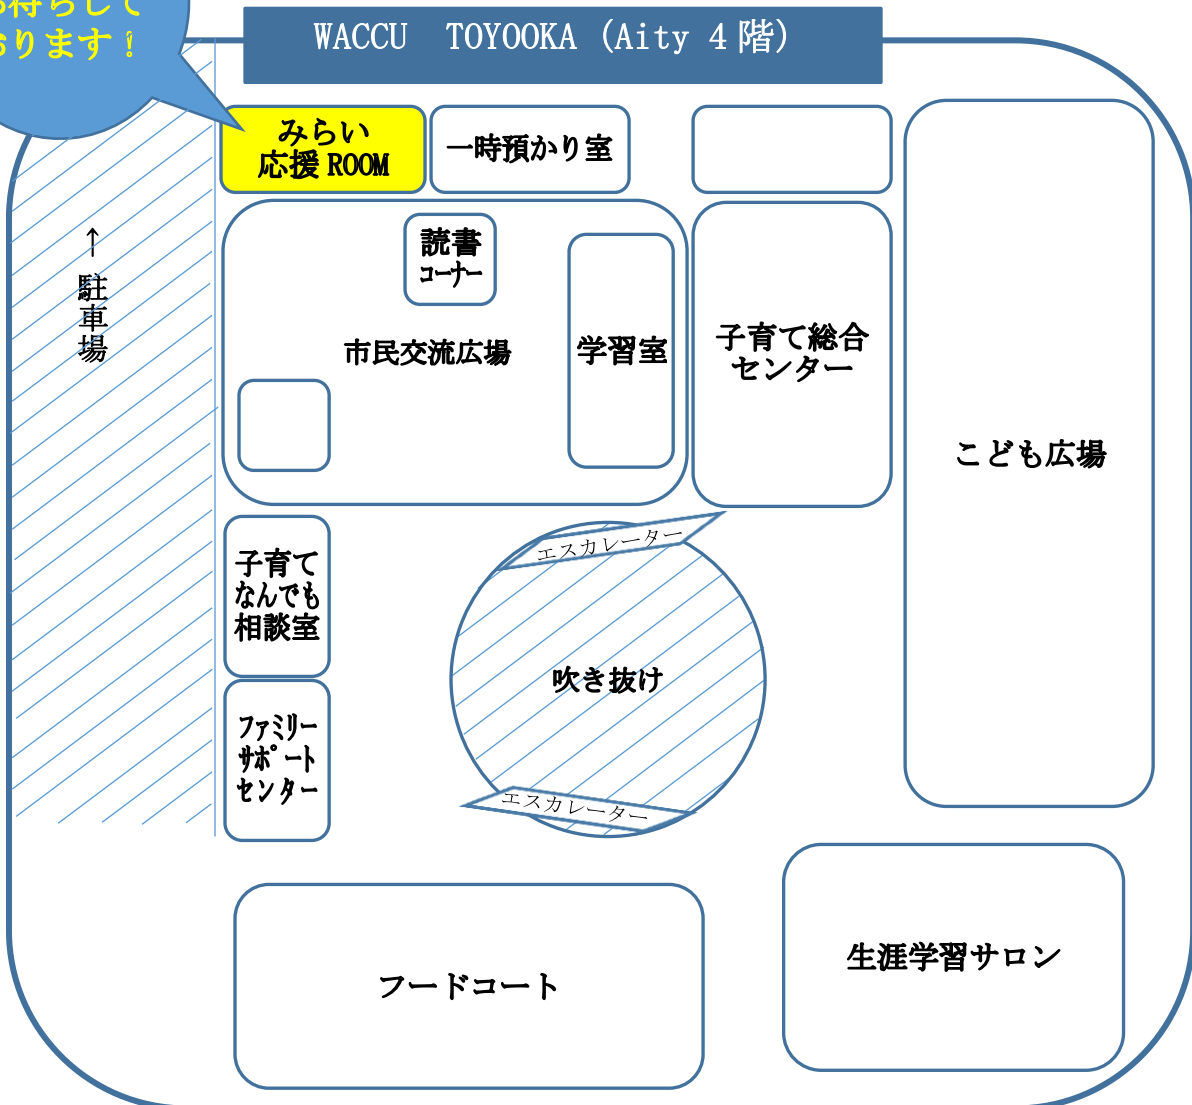 お待ちして
おります！
WACCU　TOYOOKA（Aity 4階）
みらい
応援 ROOM
一時預かり室
↑駐車場
読書
コーナー
市民交流広場
学習室
子育て総合
センター
こども広場
エスカレーター
子育て
なんでも
相談室
吹き抜け
ファミリー
サポート
センター
エスカレーター
フードコート
生涯学習サロン